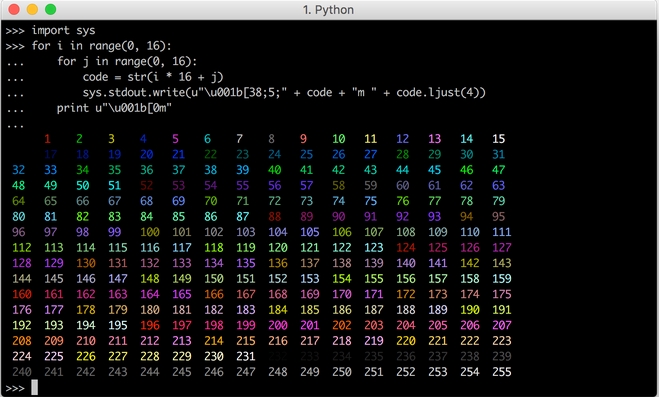 1. Python
>>> import sys
>>> for i in range(0, 16):
...     for j in range(0, 16):
...         code = str(i * 16 + j)
...         sys.stdout.write(u"\u001b[38;5;" + code + "m " + code.ljust(4))
...     print u"\u001b[0m"
...
1 2 3 4 5 6 7 8 9 10 11 12 13 14 15
17 18 19 20 21 22 23 24 25 26 27 28 29 30 31
32 33 34 35 36 37 38 39 40 41 42 43 44 45 46 47
48 49 50 51 52 53 54 55 56 57 58 59 60 61 62 63
64 65 66 67 68 69 70 71 72 73 74 75 76 77 78 79
80 81 82 83 84 85 86 87 88 89 90 91 92 93 94 95
96 97 98 99 100 101 102 103 104 105 106 107 108 109 110 111
112 113 114 115 116 117 118 119 120 121 122 123 124 125 126 127
128 129 130 131 132 133 134 135 136 137 138 139 140 141 142 143
144 145 146 147 148 149 150 151 152 153 154 155 156 157 158 159
160 161 162 163 164 165 166 167 168 169 170 171 172 173 174 175
176 177 178 179 180 181 182 183 184 185 186 187 188 189 190 191
192 193 194 195 196 197 198 199 200 201 202 203 204 205 206 207
208 209 210 211 212 213 214 215 216 217 218 219 220 221 222 223
224 225 226 227 228 229 230 231 233 234 235 236 237 238 239
240 241 242 243 244 245 246 247 248 249 250 251 252 253 254 255
>>>